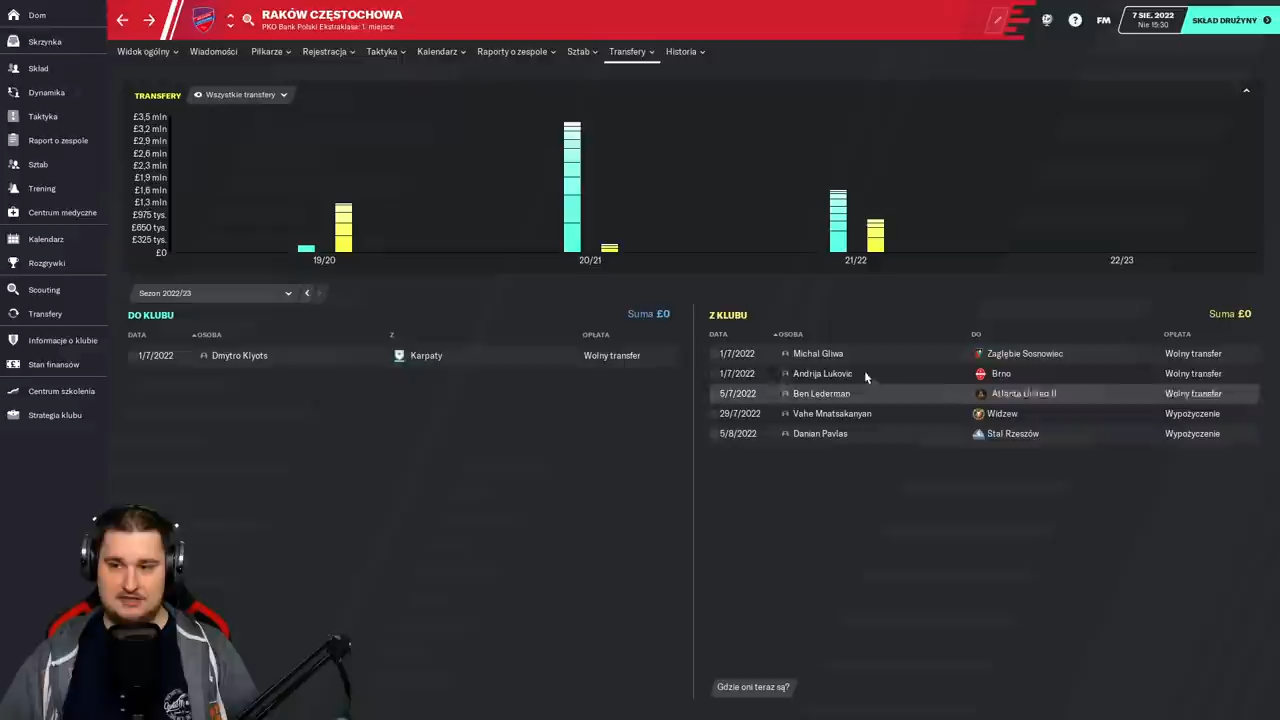 Dom
Skrzynka
Skład
Dynamika
Taktyka
Raport o zespole
Sztab
Trening
Centrum medyczne
Kalendarz
Rozgrywki
Scouting
Transfery
Informacje o klubie
Stan finansów
Centrum szkolenia
Strategia klubu
RAKÓW CZĘSTOCHOWA
PKO Bank Polski Ekstraklasa: 1. miejsce
FM
7 SIE. 2022
Nie 15:30
SKŁAD DRUŻYNY
Widok ogólny Wiadomości Piłkarze Rejestracja Taktyka Kalendarz Raporty o zespole Sztab Transfery Historia
TRANSFERY Wszystkie transfery
£3,5 mln
£3,2 mln
£2,9 mln
£2,6 mln
£2,3 mln
£1,9 mln
£1,6 mln
£1,3 mln
£975 tys.
£650 tys.
£325 tys.
£0
19/20 20/21 21/22 22/23
Sezon 2022/23
DO KLUBU Suma £0
DATA OSOBA Z OPŁATA
1/7/2022 Dmytro Klyots Karpaty Wolny transfer
Z KLUBU Suma £0
DATA OSOBA DO OPŁATA
1/7/2022 Michal Gliwa Zagłębie Sosnowiec Wolny transfer
1/7/2022 Andrija Lukovic Brno Wolny transfer
5/7/2022 Ben Lederman Atlanta United II Wolny transfer
29/7/2022 Vahe Mnatsakanyan Widzew Wypożyczenie
5/8/2022 Danian Pavlas Stal Rzeszów Wypożyczenie
Gdzie oni teraz są?